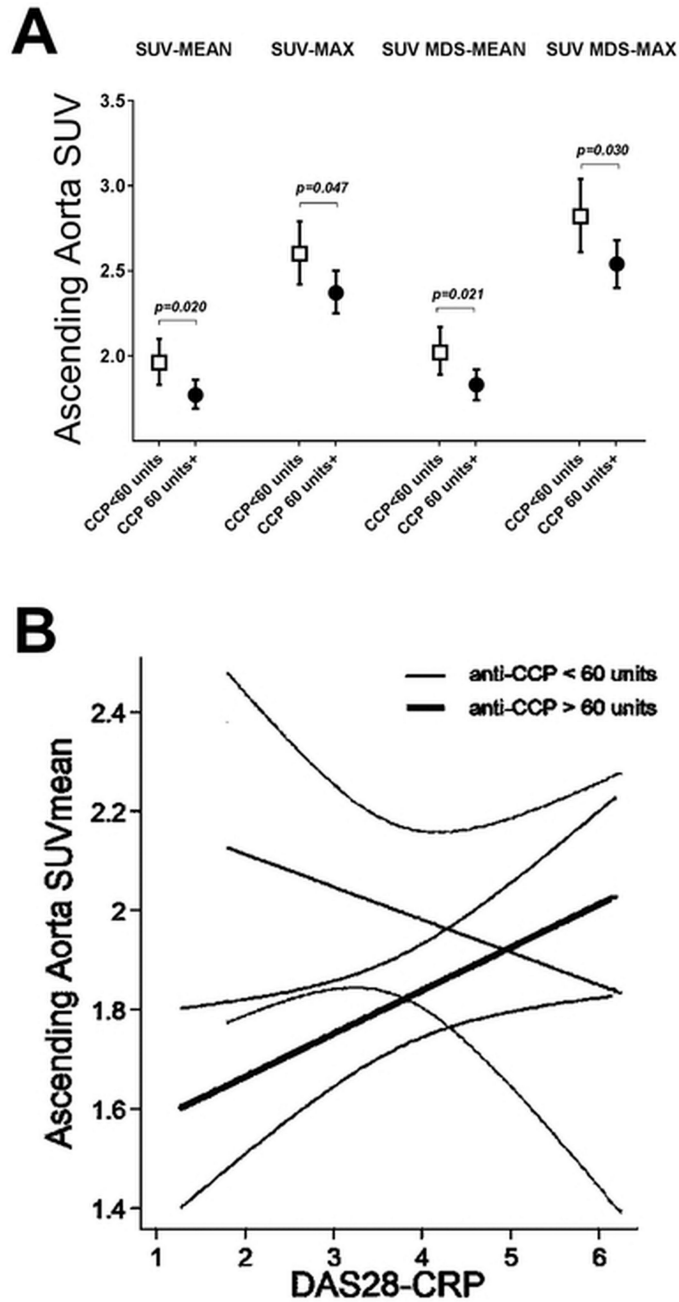 A
SUV-MEAN SUV-MAX SUV MDS-MEAN SUV MDS-MAX
Ascending Aorta SUV
3.5
3.0
2.5
2.0
p=0.020
p=0.047
p=0.021
p=0.030
CCP<60 units
CCP 60 units+
CCP<60 units
CCP 60 units+
CCP<60 units
CCP 60 units+
CCP<60 units
CCP 60 units+
B
anti-CCP < 60 units
anti-CCP > 60 units
Ascending Aorta SUVmean
2.4
2.2
2
1.8
1.6
1.4
1 2 3 4 5 6
DAS28-CRP